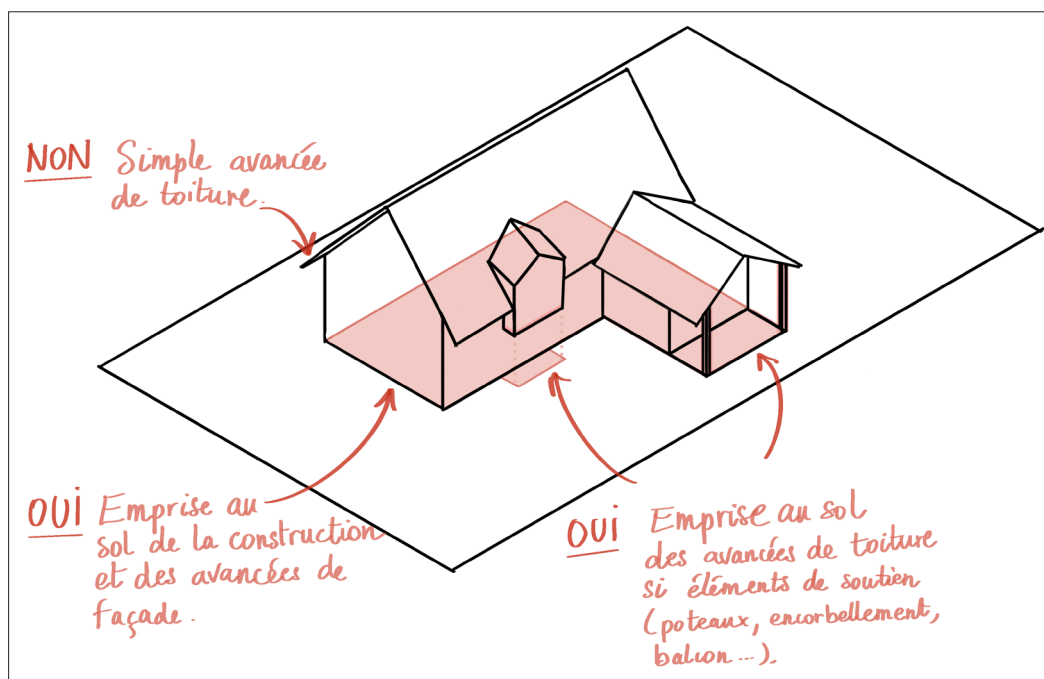 NON Simple avancée
de toiture.
OUi Emprise au
sol de la construction
et des avancées de
façade.
OUi Emprise au sol
des avancées de toiture
si éléments de soutien
(poteaux, encorbellement,
balcon ...).